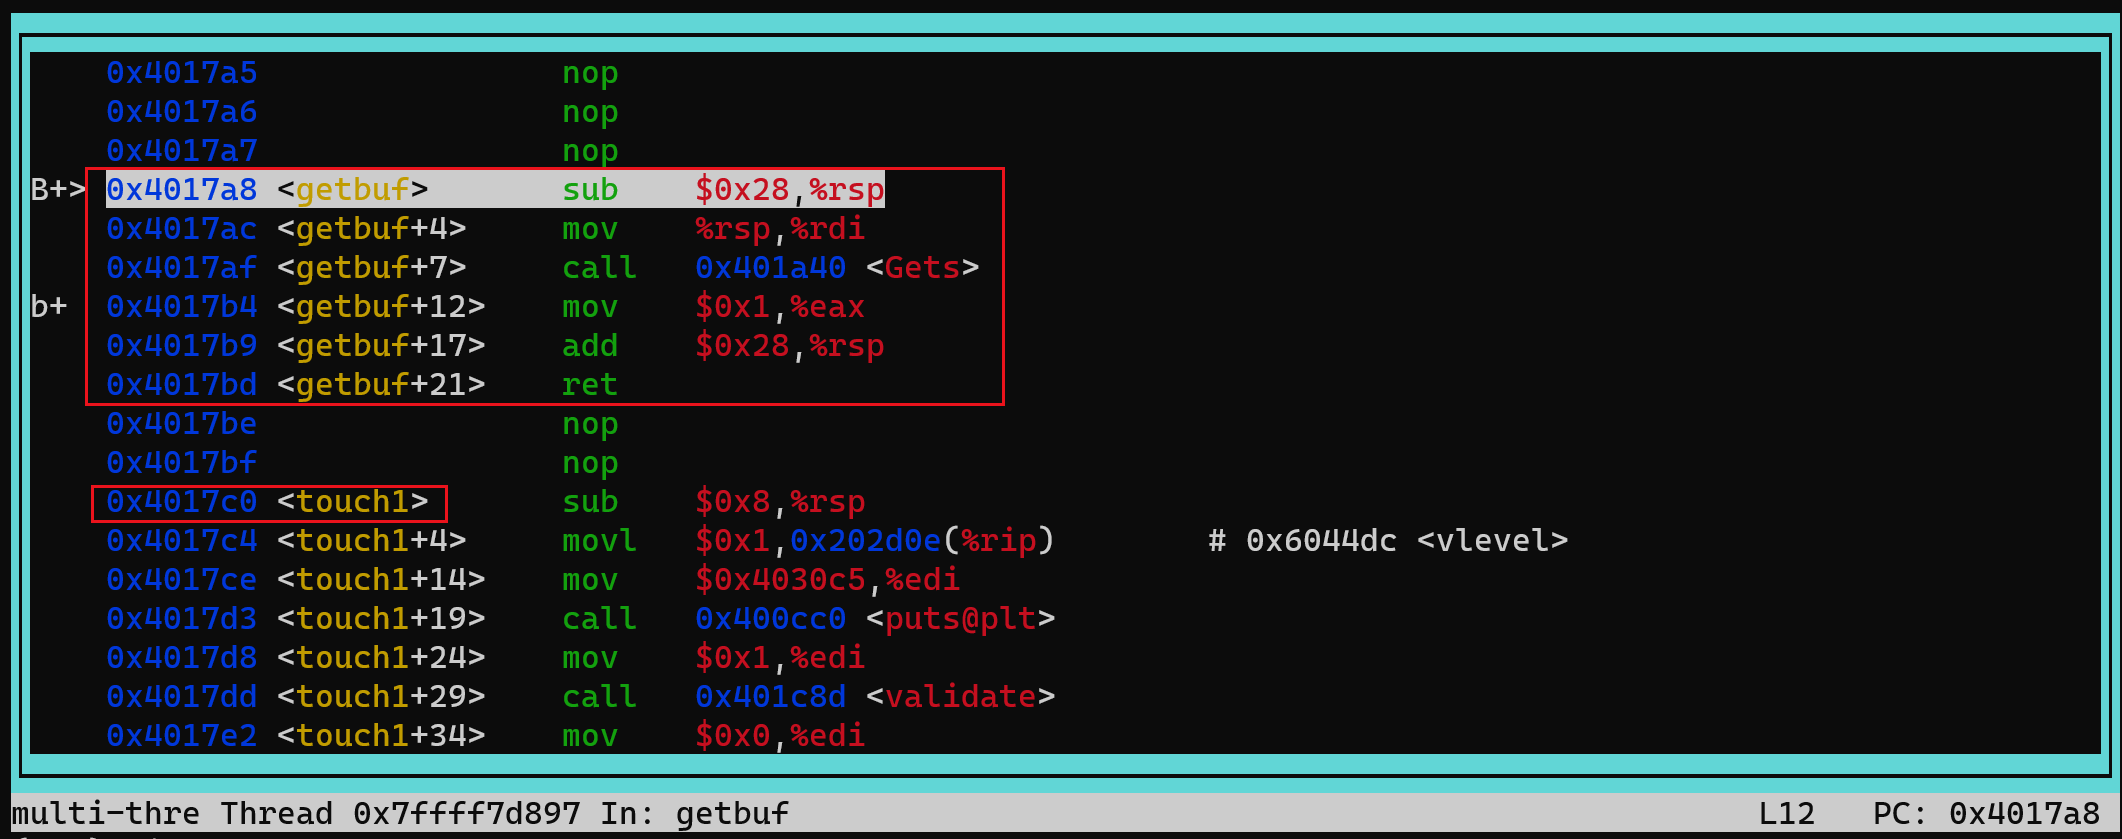 0x4017a5 nop
0x4017a6 nop
0x4017a7 nop
B+> 0x4017a8 <getbuf> sub $0x28,%rsp
0x4017ac <getbuf+4> mov %rsp,%rdi
0x4017af <getbuf+7> call 0x401a40 <Gets>
b+ 0x4017b4 <getbuf+12> mov $0x1,%eax
0x4017b9 <getbuf+17> add $0x28,%rsp
0x4017bd <getbuf+21> ret
0x4017be nop
0x4017bf nop
0x4017c0 <touch1> sub $0x8,%rsp
0x4017c4 <touch1+4> movl $0x1,0x202d0e(%rip) # 0x6044dc <vlevel>
0x4017ce <touch1+14> mov $0x4030c5,%edi
0x4017d3 <touch1+19> call 0x400cc0 <puts@plt>
0x4017d8 <touch1+24> mov $0x1,%edi
0x4017dd <touch1+29> call 0x401c8d <validate>
0x4017e2 <touch1+34> mov $0x0,%edi
multi-thre Thread 0x7ffff7d897 In: getbuf L12 PC: 0x4017a8